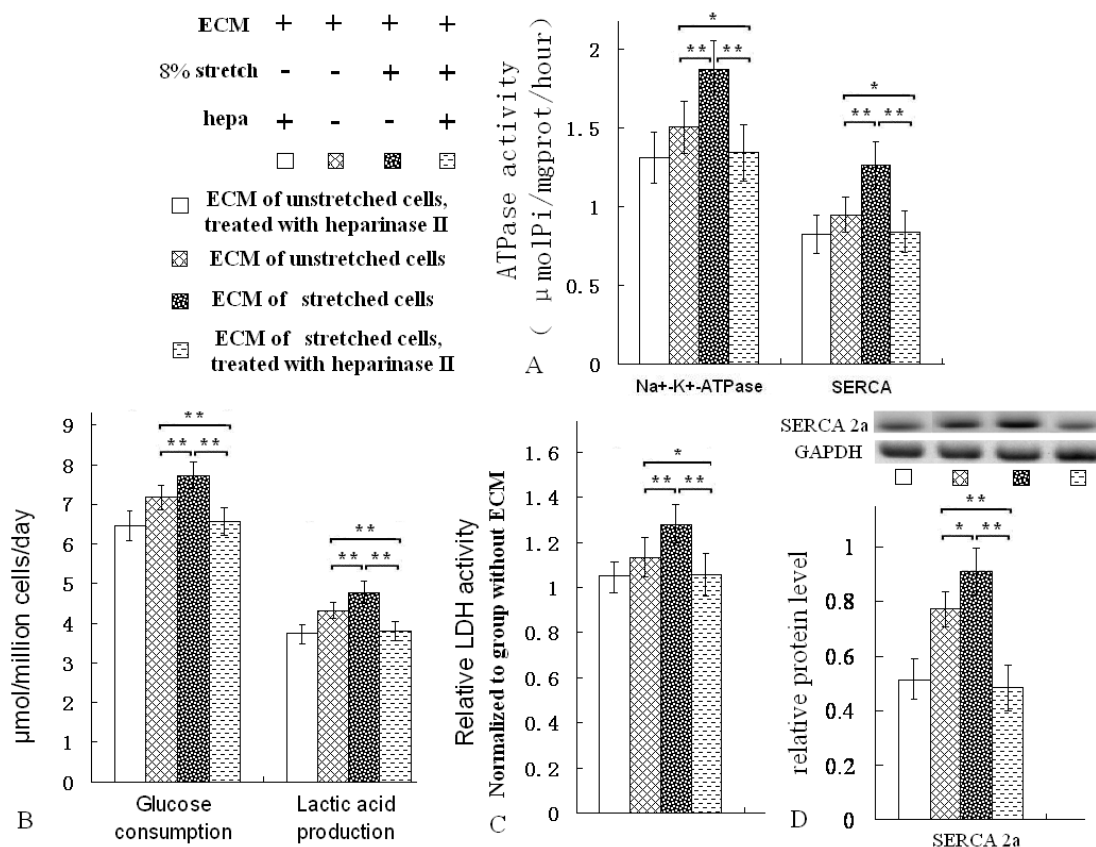 ECM + + + +
8% stretch - - + +
hepa + - - +
ECM of unstretched cells,
treated with heparinase II
ECM of unstretched cells
ECM of stretched cells
ECM of stretched cells,
treated with heparinase II
ATPase activity
( μmolPi/mgprot/hour)
2
1.5
1
0.5
0
*
** **
*
** **
Na+-K+-ATPase
SERCA
A
μmol/million cells/day
9
8
7
6
5
4
3
2
1
0
**
** **
**
** **
Glucose
consumption
Lactic acid
production
B
Relative LDH activity
Normalized to group without ECM
1.6
1.4
1.2
1
0.8
0.6
0.4
0.2
0
*
** **
C
SERCA 2a
GAPDH
relative protein level
1
0.8
0.6
0.4
0.2
0
**
* **
SERCA 2a
D